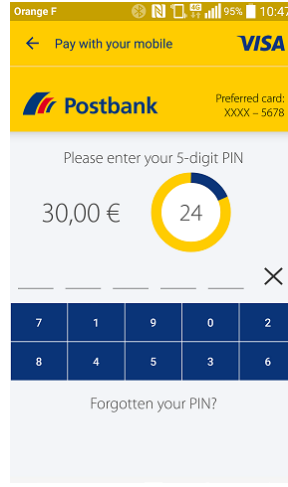 Orange F 4G 95% 10:47
Pay with your mobile VISA
Postbank
Preferred card:
XXXX – 5678
Please enter your 5-digit PIN
30,00 €
24
7 1 9 0 2
8 4 5 3 6
Forgotten your PIN?